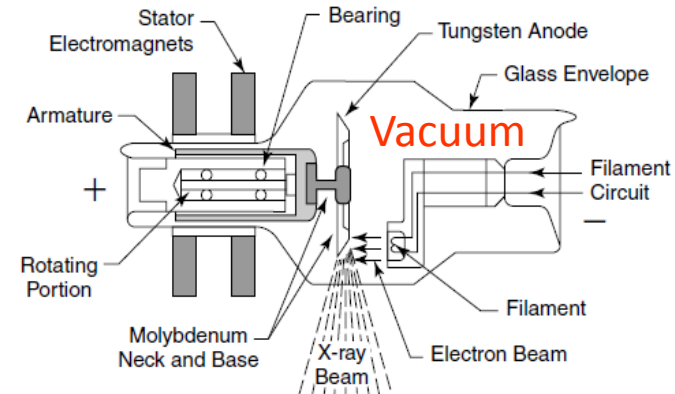 Stator
Electromagnets
Bearing
Tungsten Anode
Glass Envelope
Armature
Vacuum
+
Filament
Circuit
–
Rotating
Portion
Molybdenum
Neck and Base
X-ray
Beam
Electron Beam
Filament